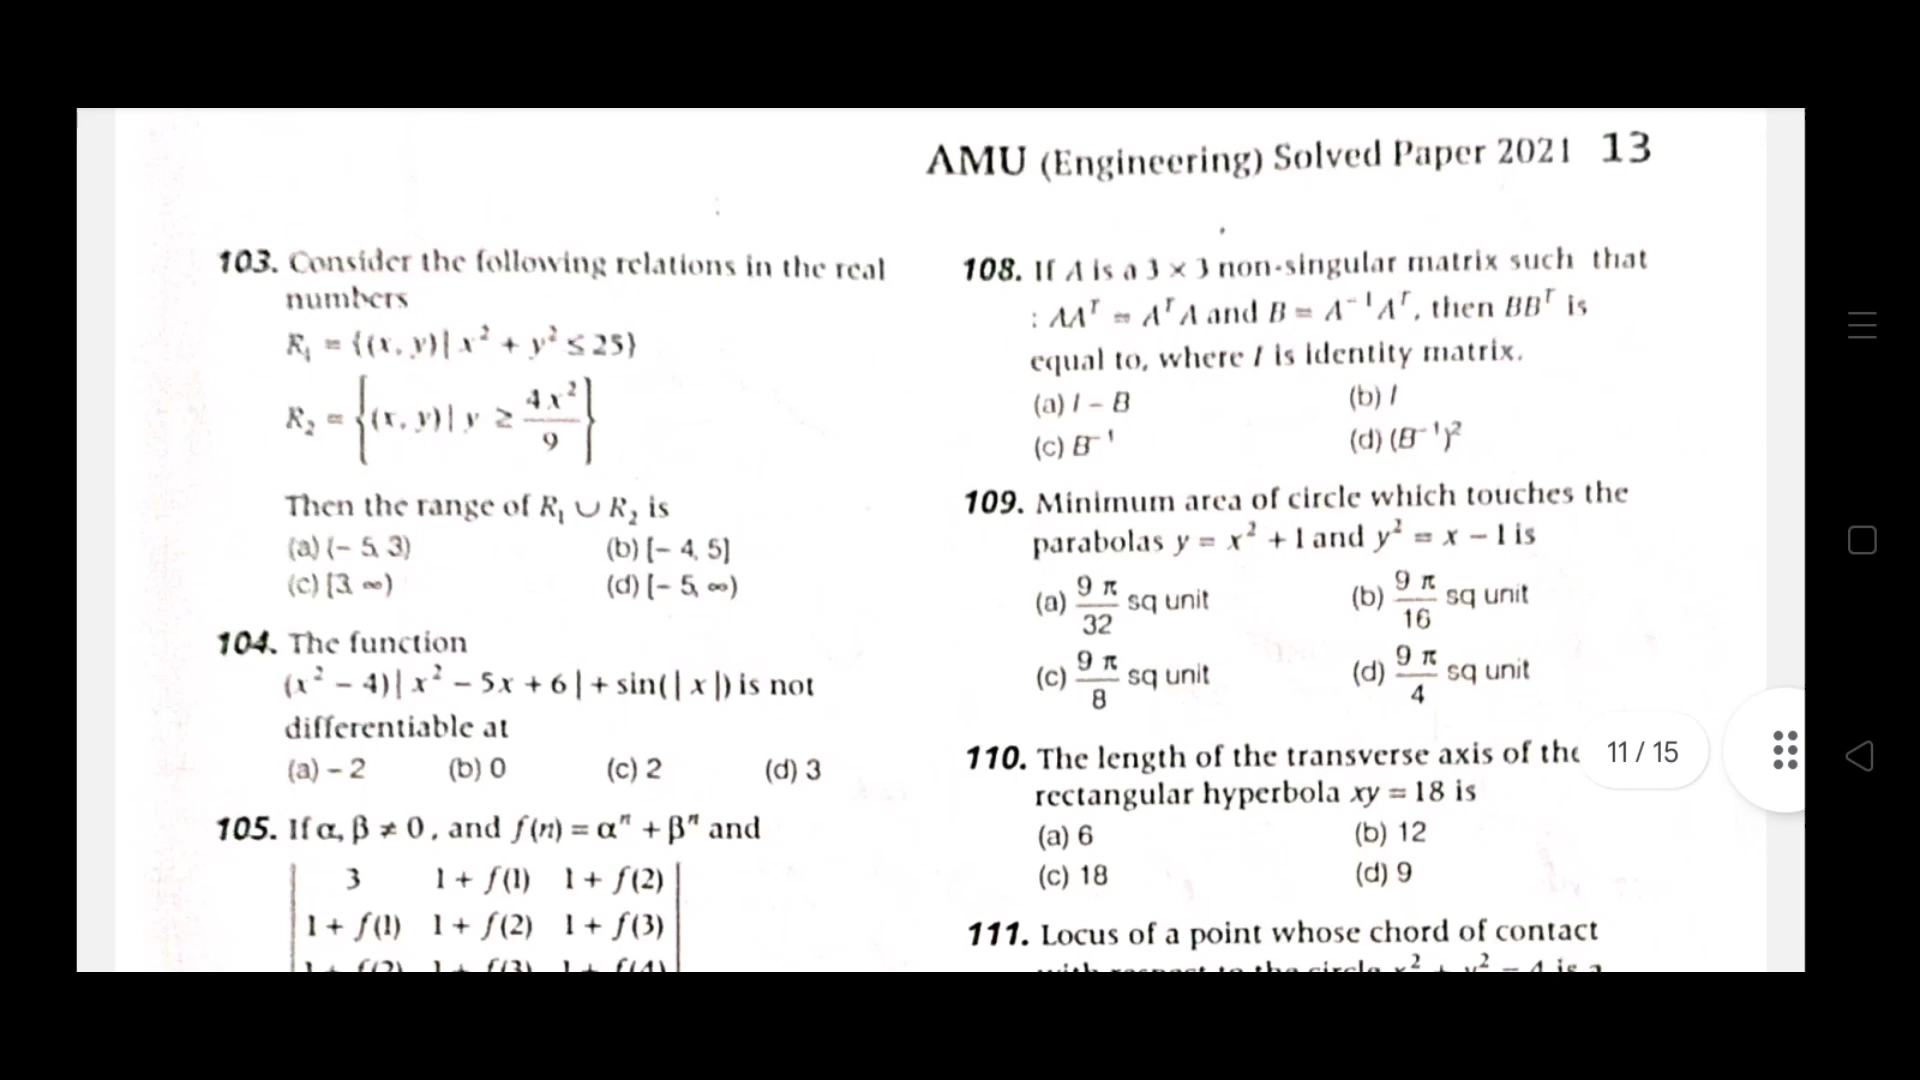 AMU (Engineering) Solved Paper 2021 13
103. Consider the following relations in the real
numbers
R₁ = {(x, y)| x² + y² ≤ 25}
R₂ = {(x, y)| y ≥ 4x²/9}
Then the range of R₁ ∪ R₂ is
(a) (– 5, 3) (b) [– 4, 5]
(c) [3, ∞) (d) [– 5, ∞)
104. The function
(x² – 4)| x² – 5x + 6| + sin(| x |) is not
differentiable at
(a) – 2 (b) 0 (c) 2 (d) 3
105. If α, β ≠ 0, and f(n) = αⁿ + βⁿ and
3 1 + f(1) 1 + f(2)
1 + f(1) 1 + f(2) 1 + f(3)
108. If A is a 3 × 3 non-singular matrix such that
: AAᵀ = AᵀA and B = A⁻¹Aᵀ, then BBᵀ is
equal to, where I is identity matrix.
(a) I – B (b) I
(c) B⁻¹ (d) (B⁻¹)²
109. Minimum area of circle which touches the
parabolas y = x² + 1 and y² = x – 1 is
(a) 9π/32 sq unit (b) 9π/16 sq unit
(c) 9π/8 sq unit (d) 9π/4 sq unit
110. The length of the transverse axis of the
rectangular hyperbola xy = 18 is
(a) 6 (b) 12
(c) 18 (d) 9
111. Locus of a point whose chord of contact
11 / 15